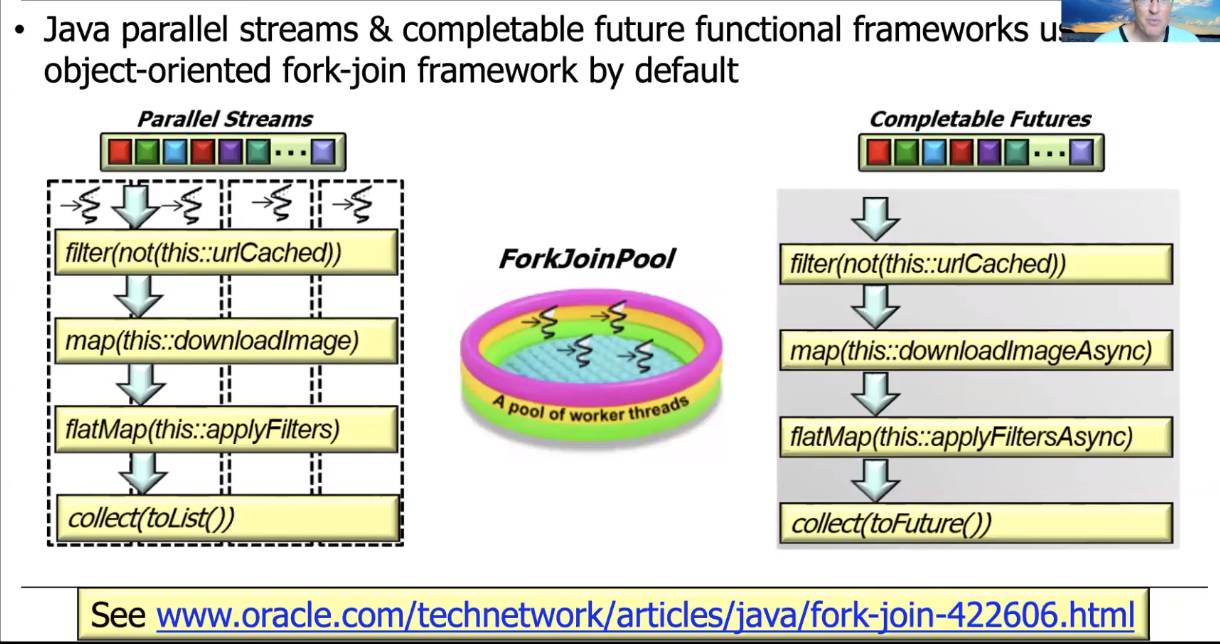 • Java parallel streams & completable future functional frameworks
object-oriented fork-join framework by default
Parallel Streams
filter(not(this::urlCached))
map(this::downloadImage)
flatMap(this::applyFilters)
collect(toList())
ForkJoinPool
A pool of worker threads
Completable Futures
filter(not(this::urlCached))
map(this::downloadImageAsync)
flatMap(this::applyFiltersAsync)
collect(toFuture())
See www.oracle.com/technetwork/articles/java/fork-join-422606.html